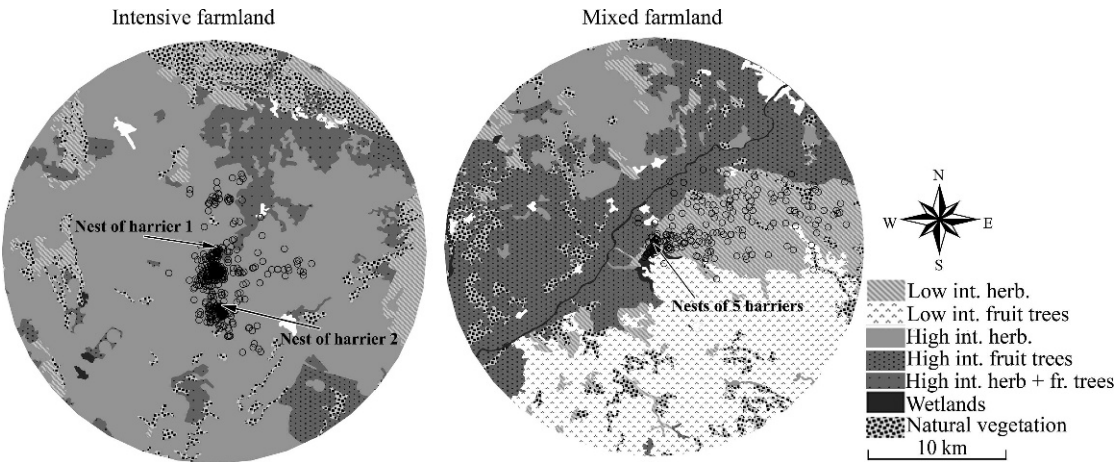 Intensive farmland
Mixed farmland
Nest of harrier 1
Nest of harrier 2
Nests of 5 harriers
N
W E
S
Low int. herb.
Low int. fruit trees
High int. herb.
High int. fruit trees
High int. herb + fr. trees
Wetlands
Natural vegetation
10 km